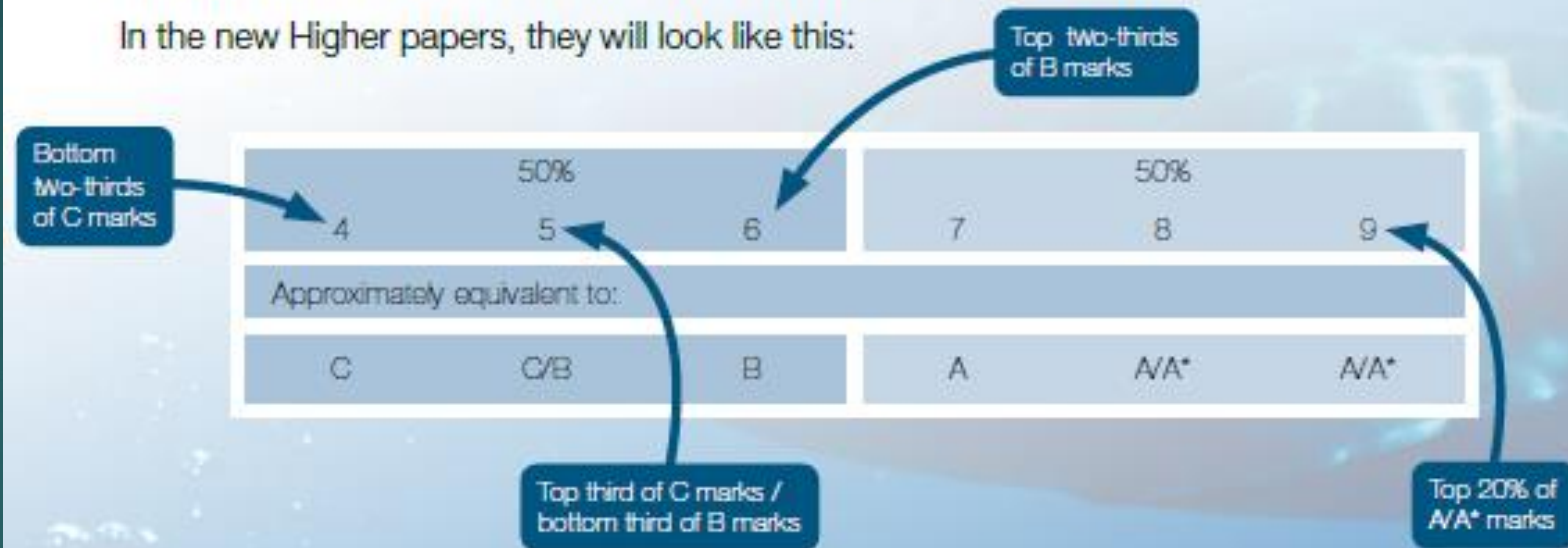 In the new Higher papers, they will look like this:
Top two-thirds
of B marks
Bottom
two-thirds
of C marks
50% 50%
4 5 6 7 8 9
Approximately equivalent to:
C C/B B A A/A* A/A*
Top third of C marks /
bottom third of B marks
Top 20% of
A/A* marks